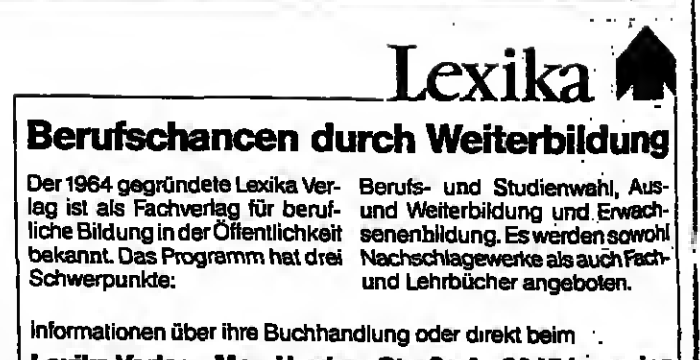 Lexika
Berufschancen durch Weiterbildung
Der 1964 gegründete Lexika Ver-
lag ist als Fachverlag für beruf-
liche Bildung in der Öffentlichkeit
bekannt. Das Programm hat drei
Schwerpunkte:
Berufs- und Studienwahl, Aus-
und Weiterbildung und Erwach-
senenbildung. Es werden sowohl
Nachschlagewerke als auch Fach-
und Lehrbücher angeboten.
Informationen über ihre Buchhandlung oder direkt beim
Lexika Verlag